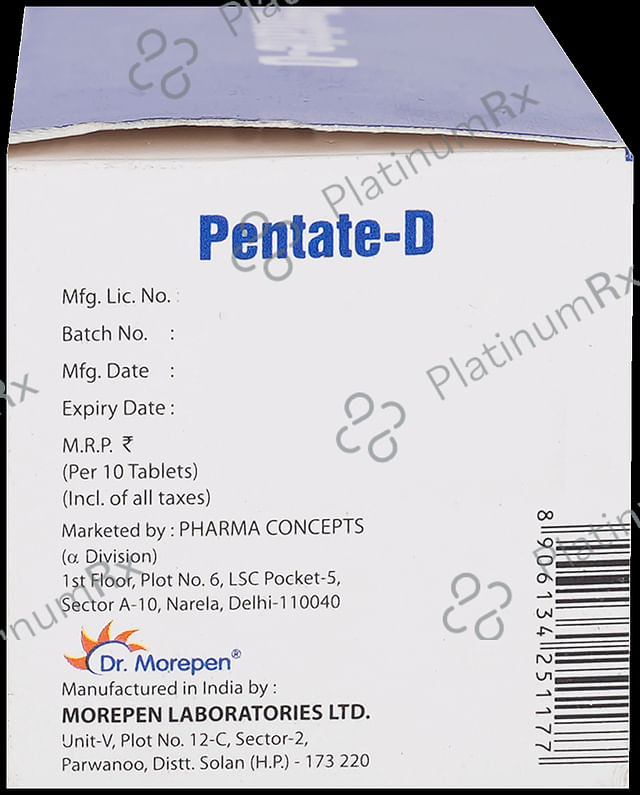 Pentate-D
Mfg. Lic. No. :
Batch No. :
Mfg. Date :
Expiry Date :
M.R.P. ₹
(Per 10 Tablets)
(Incl. of all taxes)
Marketed by : PHARMA CONCEPTS
(α Division)
1st Floor, Plot No. 6, LSC Pocket-5,
Sector A-10, Narela, Delhi-110040
Dr. Morepen®
Manufactured in India by :
MOREPEN LABORATORIES LTD.
Unit-V, Plot No. 12-C, Sector-2,
Parwanoo, Distt. Solan (H.P.) - 173 220
8 906134 251177
PlatinumRx
PlatinumRx